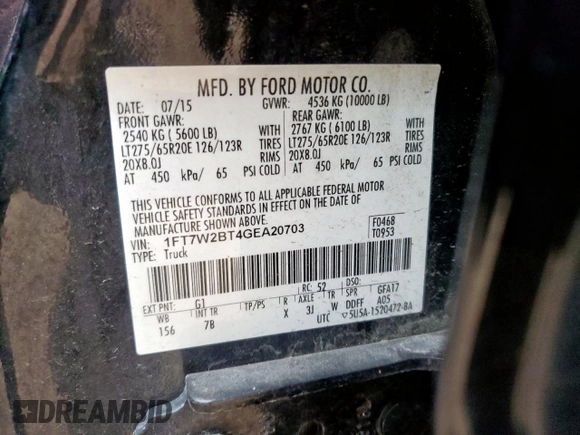 MFD. BY FORD MOTOR CO.
DATE: 07/15 GVWR: 4536 KG (10000 LB)
FRONT GAWR: REAR GAWR:
2540 KG ( 5600 LB) WITH 2767 KG ( 6100 LB) WITH
LT275/65R20E 126/123R TIRES LT275/65R20E 126/123R TIRES
20X8.0J RIMS 20X8.0J RIMS
AT 450 kPa/ 65 PSI COLD AT 450 kPa/ 65 PSI COLD
THIS VEHICLE CONFORMS TO ALL APPLICABLE FEDERAL MOTOR
VEHICLE SAFETY STANDARDS IN EFFECT ON THE DATE OF
MANUFACTURE SHOWN ABOVE.
VIN: 1FT7W2BT4GEA20703 F0468
TYPE: Truck T0953
EXT PNT: G1 RC: 52 DSO:
WB INT TR TP/PS R AXLE TR SPR GFA17
156 7B X 3J W DDFF A05
UTC ▽5U5A-1520472-BA
DREAMBID